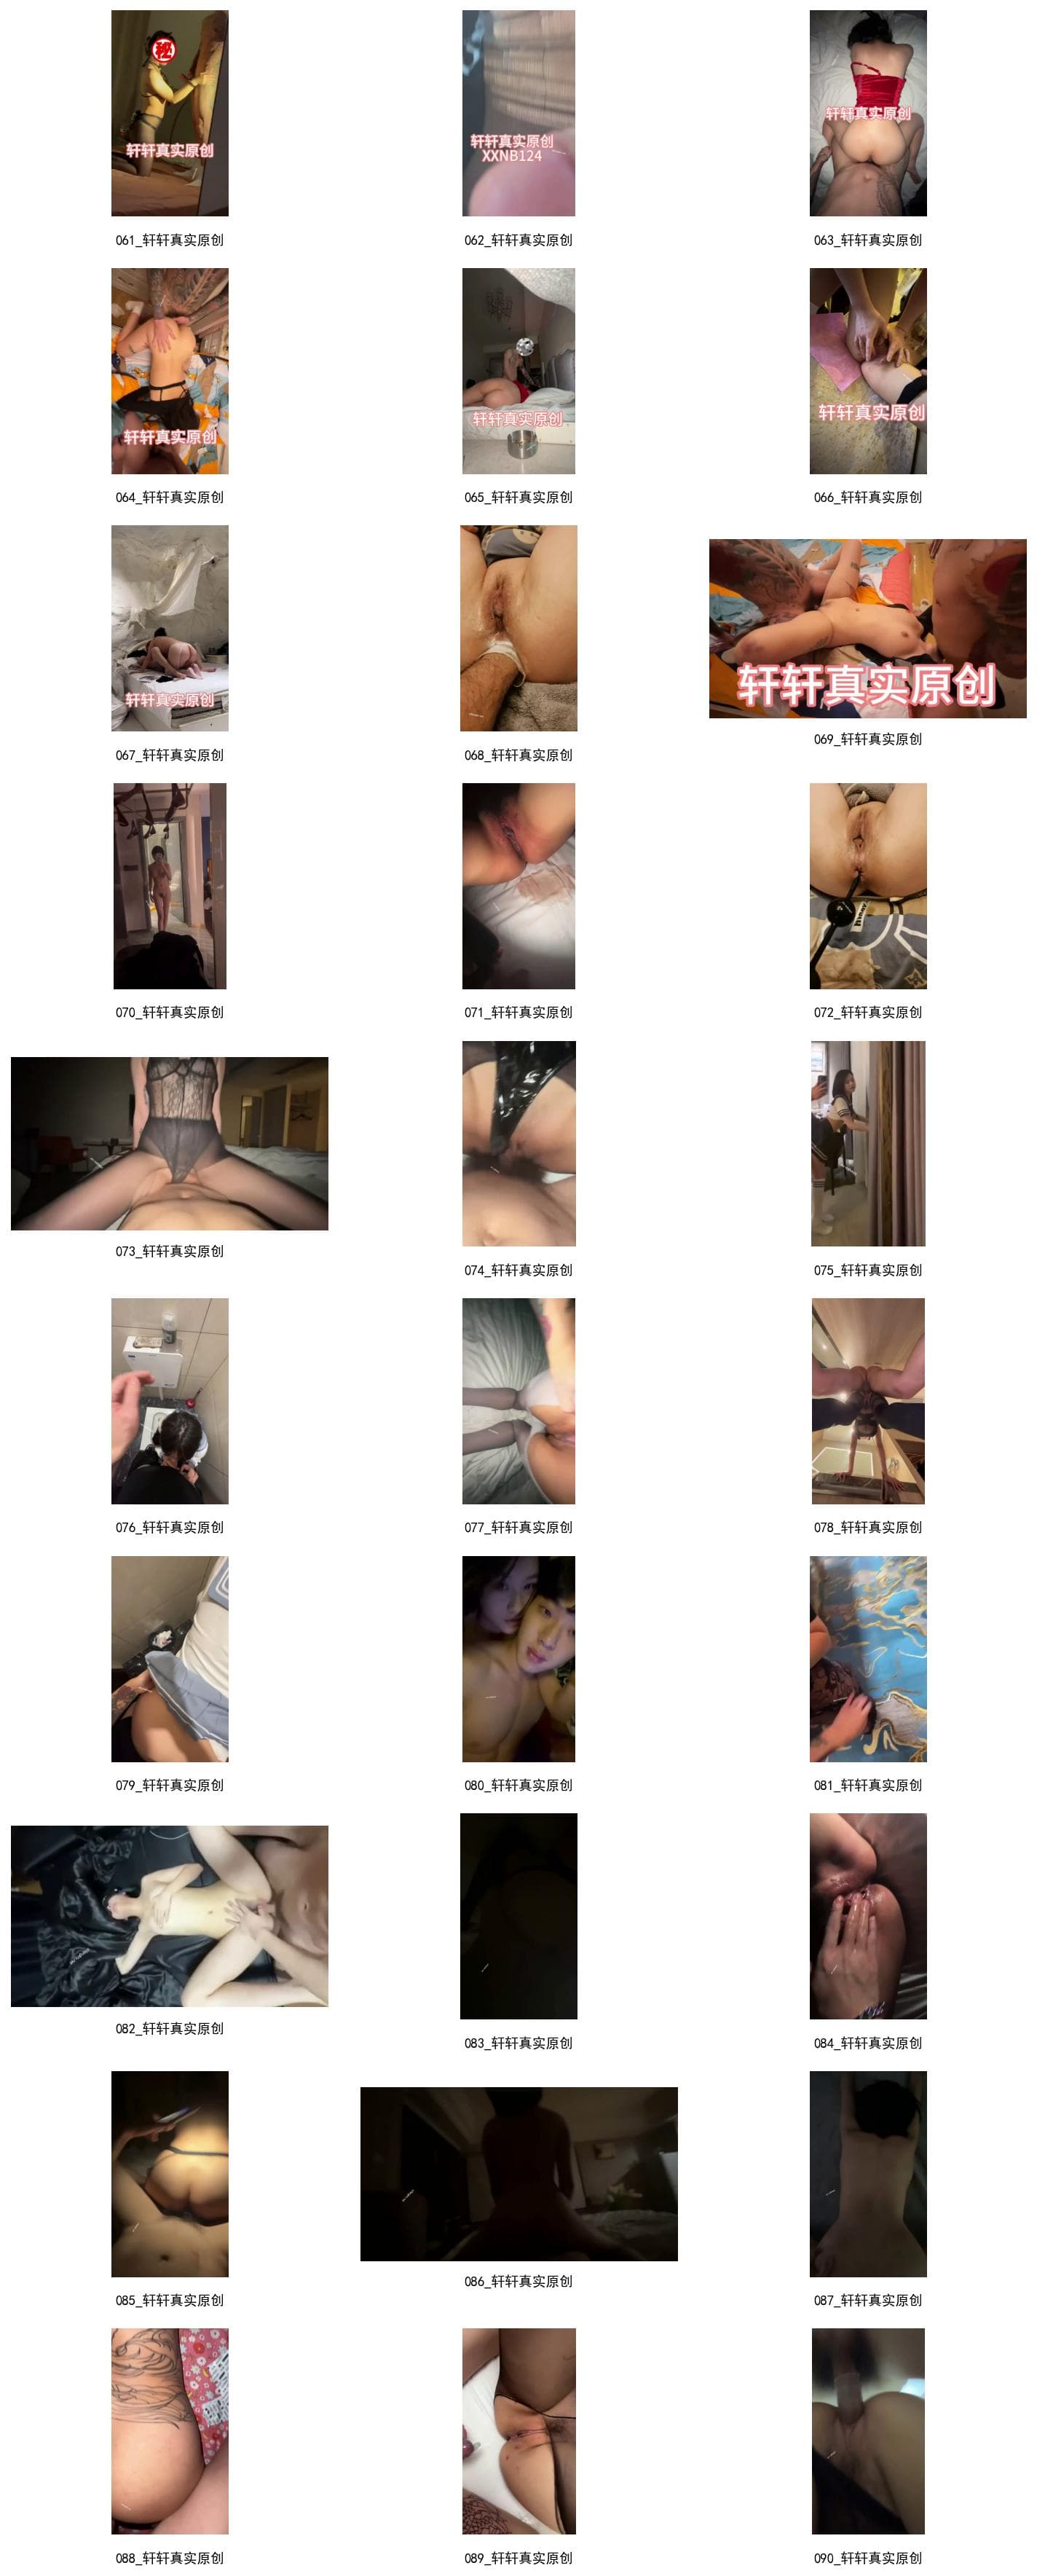 秘
轩轩真实原创
轩轩真实原创
XXNB124
轩轩真实原创
061_轩轩真实原创
062_轩轩真实原创
063_轩轩真实原创
轩轩真实原创
轩轩真实原创
轩轩真实原创
064_轩轩真实原创
065_轩轩真实原创
066_轩轩真实原创
轩轩真实原创
轩轩真实原创
067_轩轩真实原创
068_轩轩真实原创
069_轩轩真实原创
070_轩轩真实原创
071_轩轩真实原创
072_轩轩真实原创
073_轩轩真实原创
074_轩轩真实原创
075_轩轩真实原创
076_轩轩真实原创
077_轩轩真实原创
078_轩轩真实原创
079_轩轩真实原创
080_轩轩真实原创
081_轩轩真实原创
082_轩轩真实原创
083_轩轩真实原创
084_轩轩真实原创
085_轩轩真实原创
086_轩轩真实原创
087_轩轩真实原创
088_轩轩真实原创
089_轩轩真实原创
090_轩轩真实原创